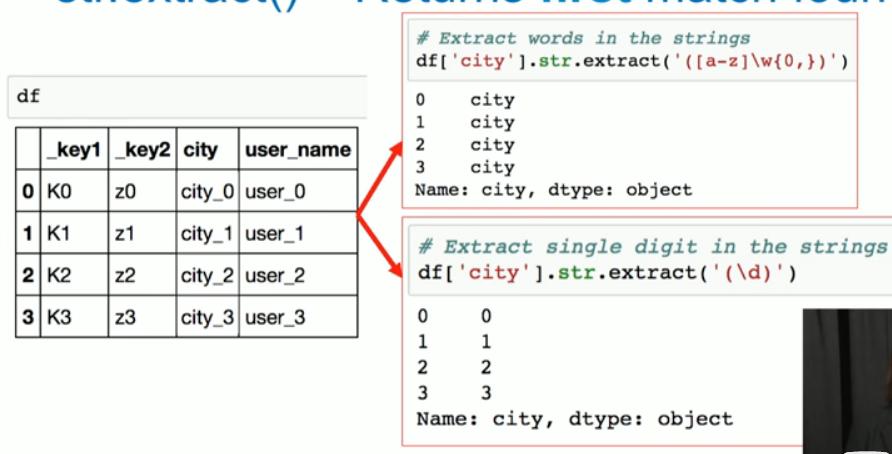 # Extract words in the strings
df['city'].str.extract('([a-z]\w{0,})')
0 city
1 city
2 city
3 city
Name: city, dtype: object
df
_key1 _key2 city user_name
0 K0 z0 city_0 user_0
1 K1 z1 city_1 user_1
2 K2 z2 city_2 user_2
3 K3 z3 city_3 user_3
# Extract single digit in the strings
df['city'].str.extract('(\d)')
0 0
1 1
2 2
3 3
Name: city, dtype: object